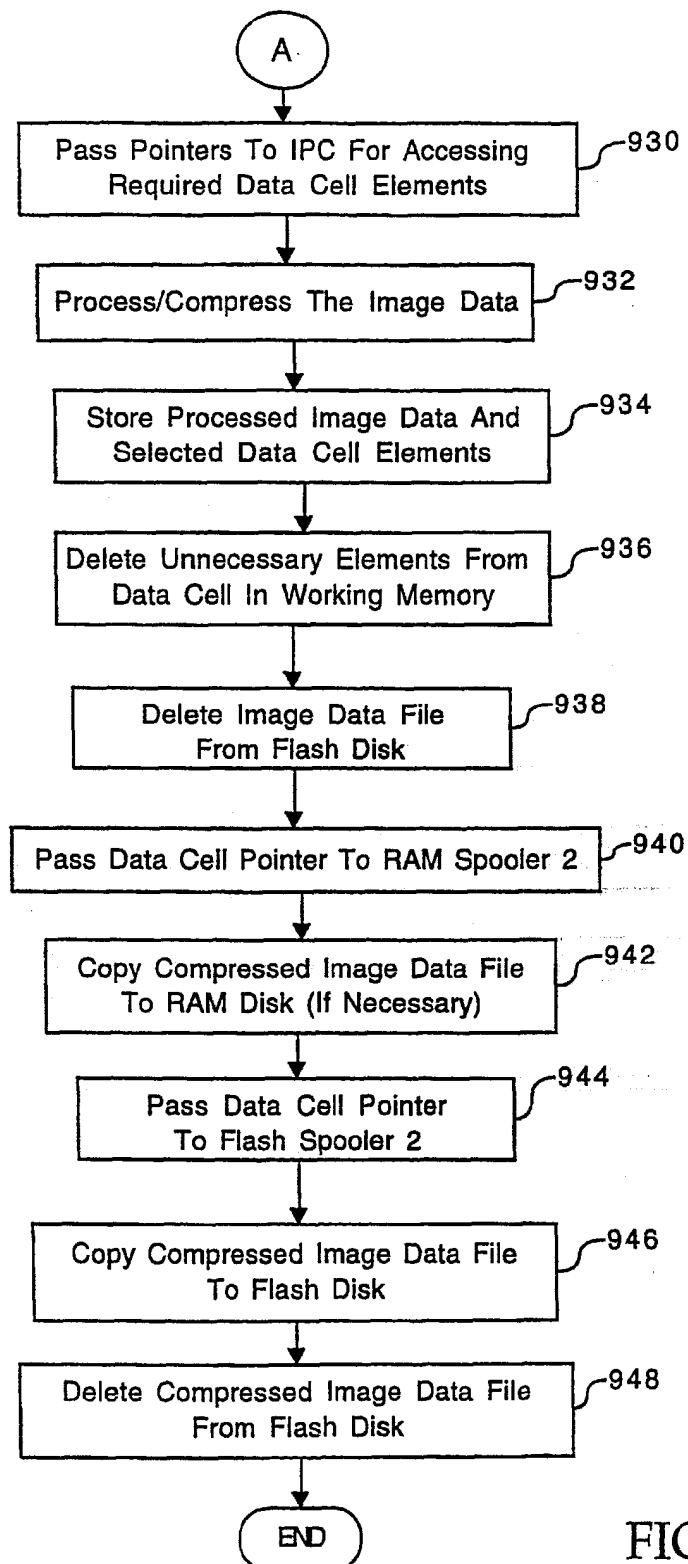 A
Pass Pointers To IPC For Accessing
Required Data Cell Elements
930
Process/Compress The Image Data
932
Store Processed Image Data And
Selected Data Cell Elements
934
Delete Unnecessary Elements From
Data Cell In Working Memory
936
Delete Image Data File
From Flash Disk
938
Pass Data Cell Pointer To RAM Spooler 2
940
Copy Compressed Image Data File
To RAM Disk (If Necessary)
942
Pass Data Cell Pointer
To Flash Spooler 2
944
Copy Compressed Image Data File
To Flash Disk
946
Delete Compressed Image Data File
From Flash Disk
948
END